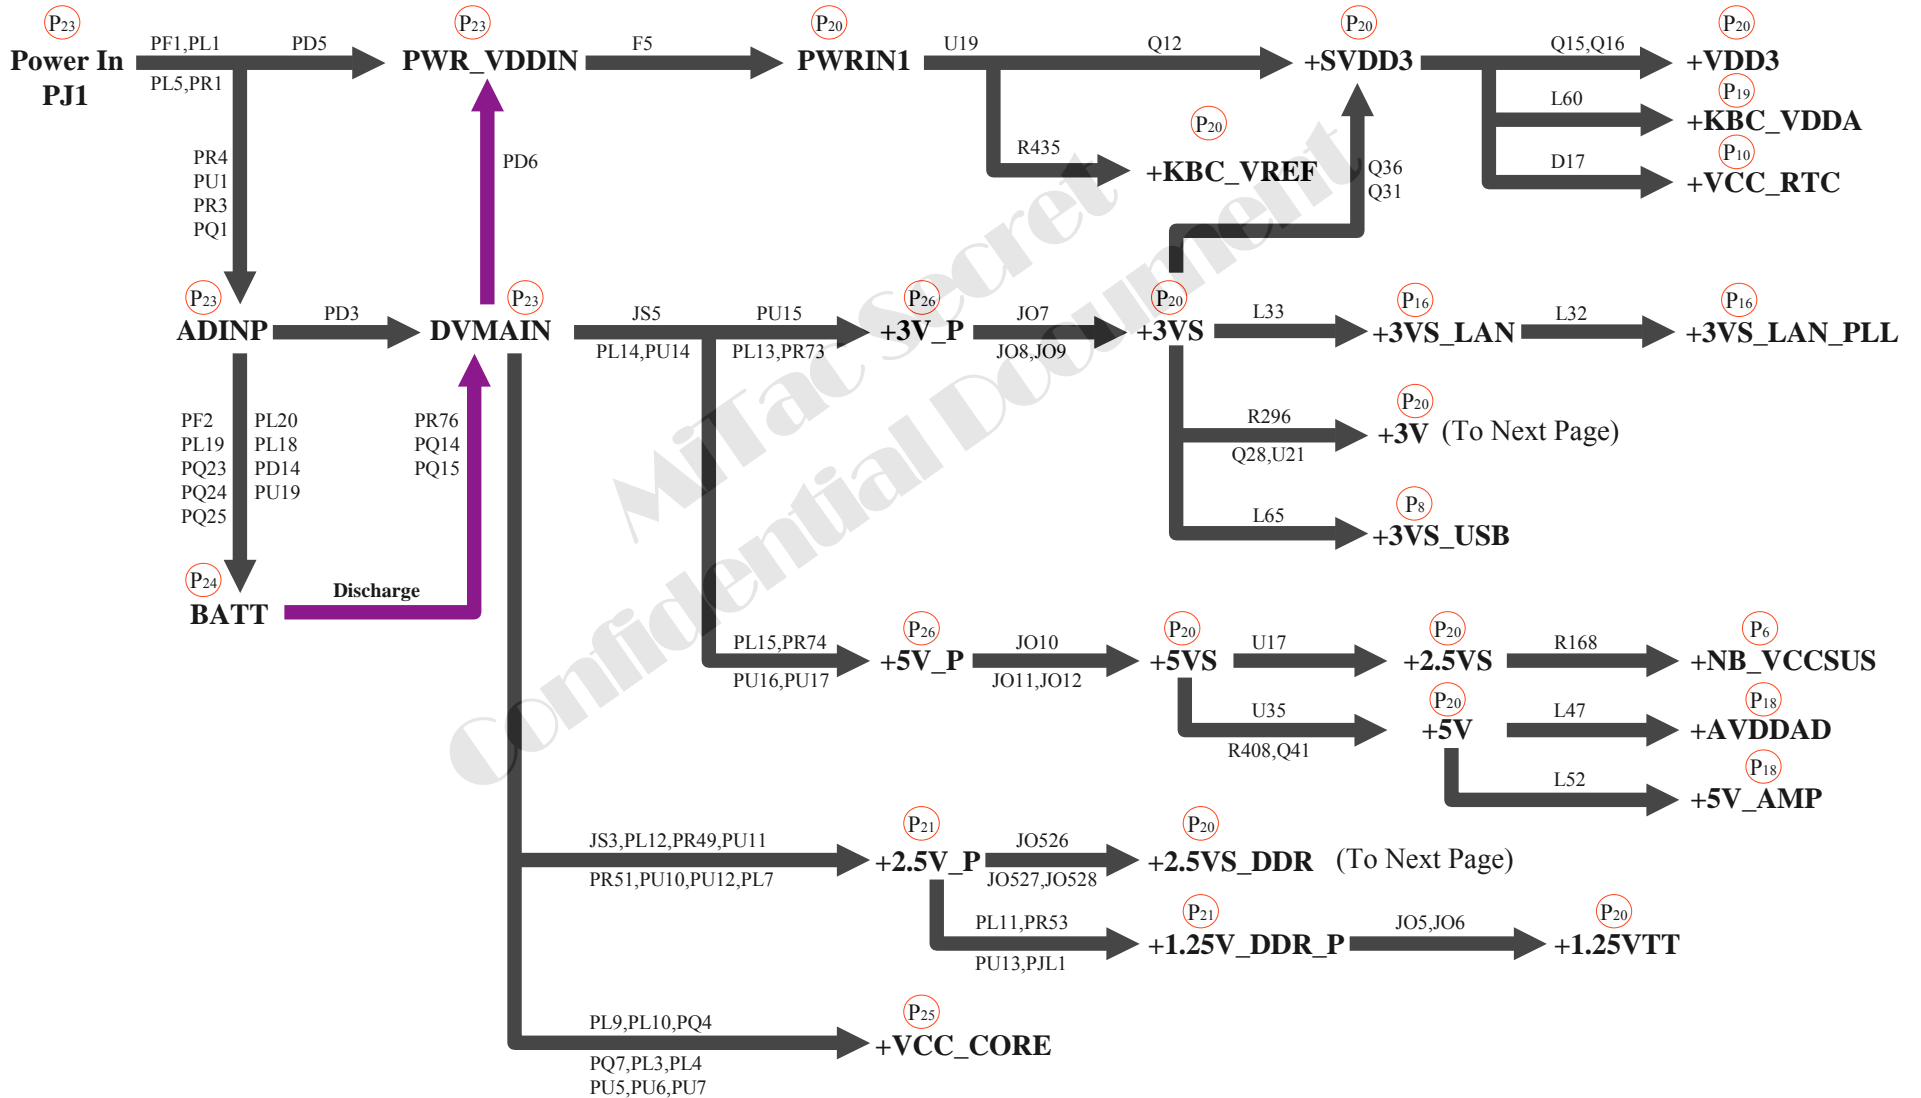 P23
P23
P20
P20
P20
Power In
PJ1
PF1,PL1
PL5,PR1
PD5
PWR_VDDIN
F5
PWRIN1
U19
Q12
+SVDD3
Q15,Q16
+VDD3
P19
L60
+KBC_VDDA
P10
D17
+VCC_RTC
P20
R435
+KBC_VREF
Q36
Q31
PR4
PU1
PR3
PQ1
PD6
P23
ADINP
PD3
P23
DVMAIN
JS5
PL14,PU14
PU15
PL13,PR73
P26
+3V_P
JO7
JO8,JO9
P20
+3VS
L33
P16
+3VS_LAN
L32
P16
+3VS_LAN_PLL
PF2
PL19
PQ23
PQ24
PQ25
PL20
PL18
PD14
PU19
PR76
PQ14
PQ15
P20
R296
Q28,U21
+3V (To Next Page)
P8
L65
+3VS_USB
P24
BATT
Discharge
PL15,PR74
PU16,PU17
P26
+5V_P
JO10
JO11,JO12
P20
+5VS
U17
P20
+2.5VS
R168
P6
+NB_VCCSUS
U35
R408,Q41
P20
+5V
L47
P18
+AVDDAD
L52
P18
+5V_AMP
JS3,PL12,PR49,PU11
PR51,PU10,PU12,PL7
P21
+2.5V_P
JO526
JO527,JO528
P20
+2.5VS_DDR (To Next Page)
PL11,PR53
PU13,PJL1
P21
+1.25V_DDR_P
JO5,JO6
P20
+1.25VTT
PL9,PL10,PQ4
PQ7,PL3,PL4
PU5,PU6,PU7
P25
+VCC_CORE
MiTac Secret
Confidential Document